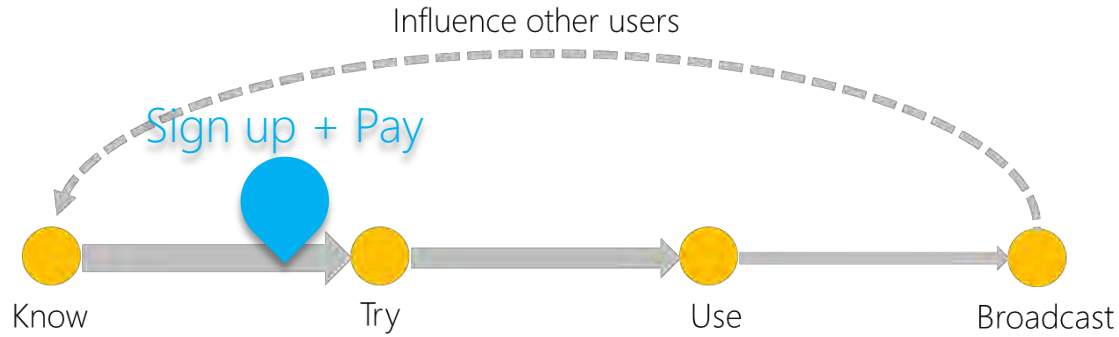 Influence other users
Sign up + Pay
Know
Try
Use
Broadcast